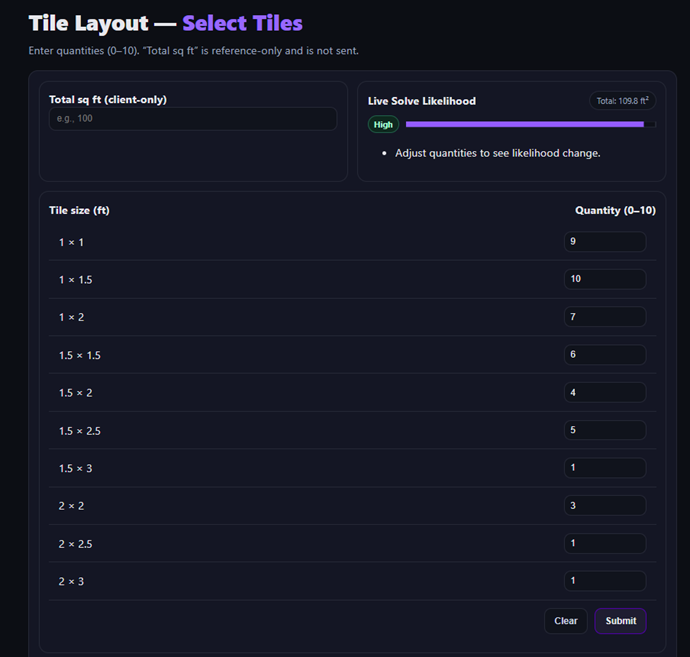 Tile Layout — Select Tiles
Enter quantities (0–10). "Total sq ft" is reference-only and is not sent.
Total sq ft (client-only)
e.g., 100
Live Solve Likelihood
Total: 109.8 ft²
High
• Adjust quantities to see likelihood change.
Tile size (ft) Quantity (0–10)
1 × 1 9
1 × 1.5 10
1 × 2 7
1.5 × 1.5 6
1.5 × 2 4
1.5 × 2.5 5
1.5 × 3 1
2 × 2 3
2 × 2.5 1
2 × 3 1
Clear Submit